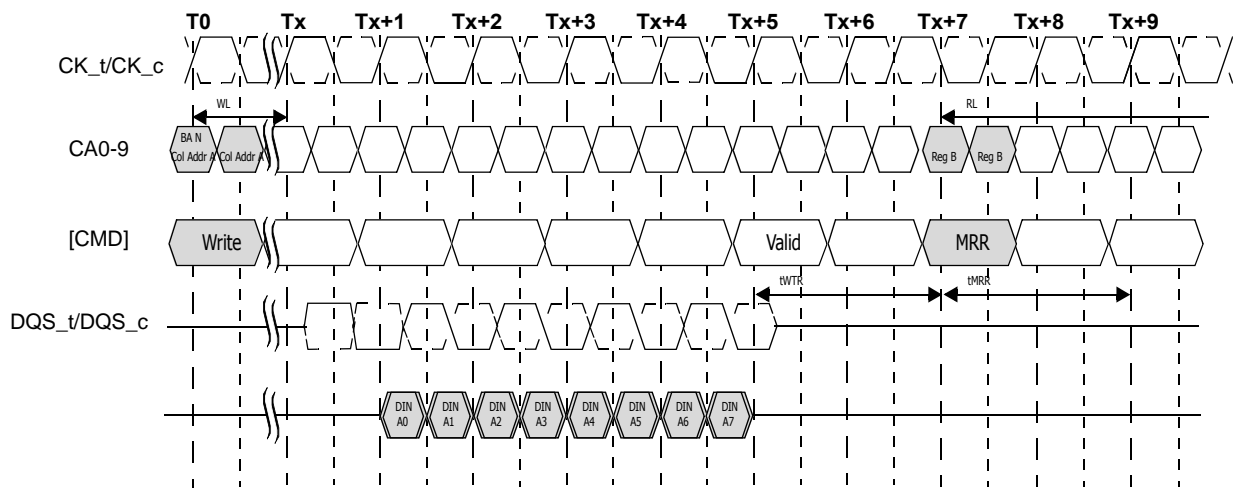 T0 Tx Tx+1 Tx+2 Tx+3 Tx+4 Tx+5 Tx+6 Tx+7 Tx+8 Tx+9
CK_t/CK_c
WL RL
CA0-9
BA N
Col Addr A Col Addr A Reg B Reg B
[CMD] Write Valid MRR
tWTR tMRR
DQS_t/DQS_c
DIN DIN DIN DIN DIN DIN DIN DIN
A0 A1 A2 A3 A4 A5 A6 A7